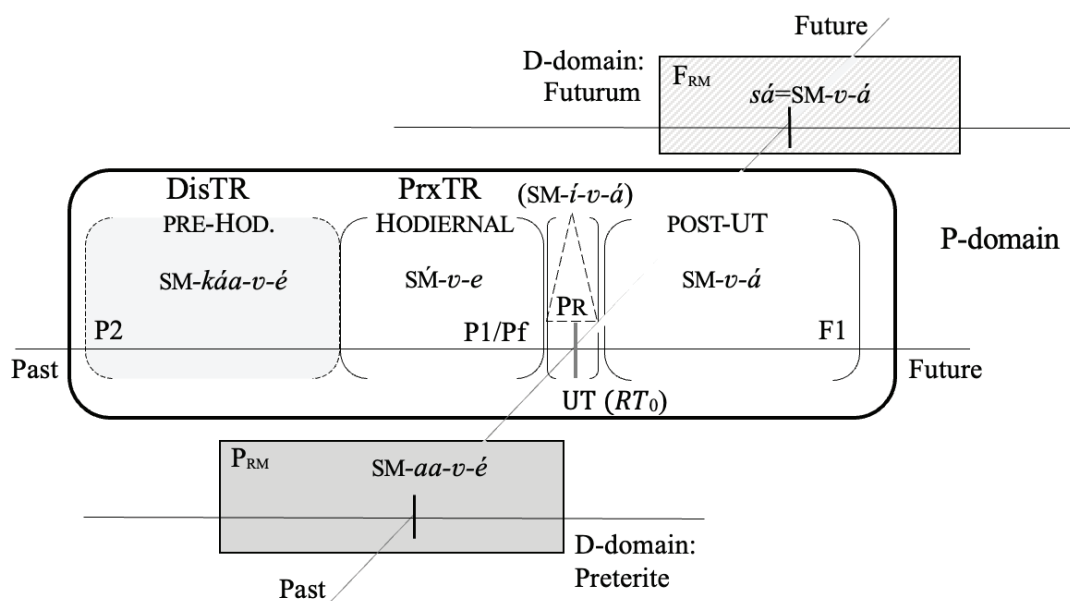 Future
D-domain:
Futurum
F_RM
sá=SM-v-á
DisTR
PRE-HOD.
SM-káa-v-é
P2
PrxTR
HODIERNAL
SḾ-v-e
P1/Pf
(SM-í-v-á)
PR
POST-UT
SM-v-á
F1
P-domain
Past
Future
UT (RT₀)
P_RM
SM-aa-v-é
D-domain:
Preterite
Past